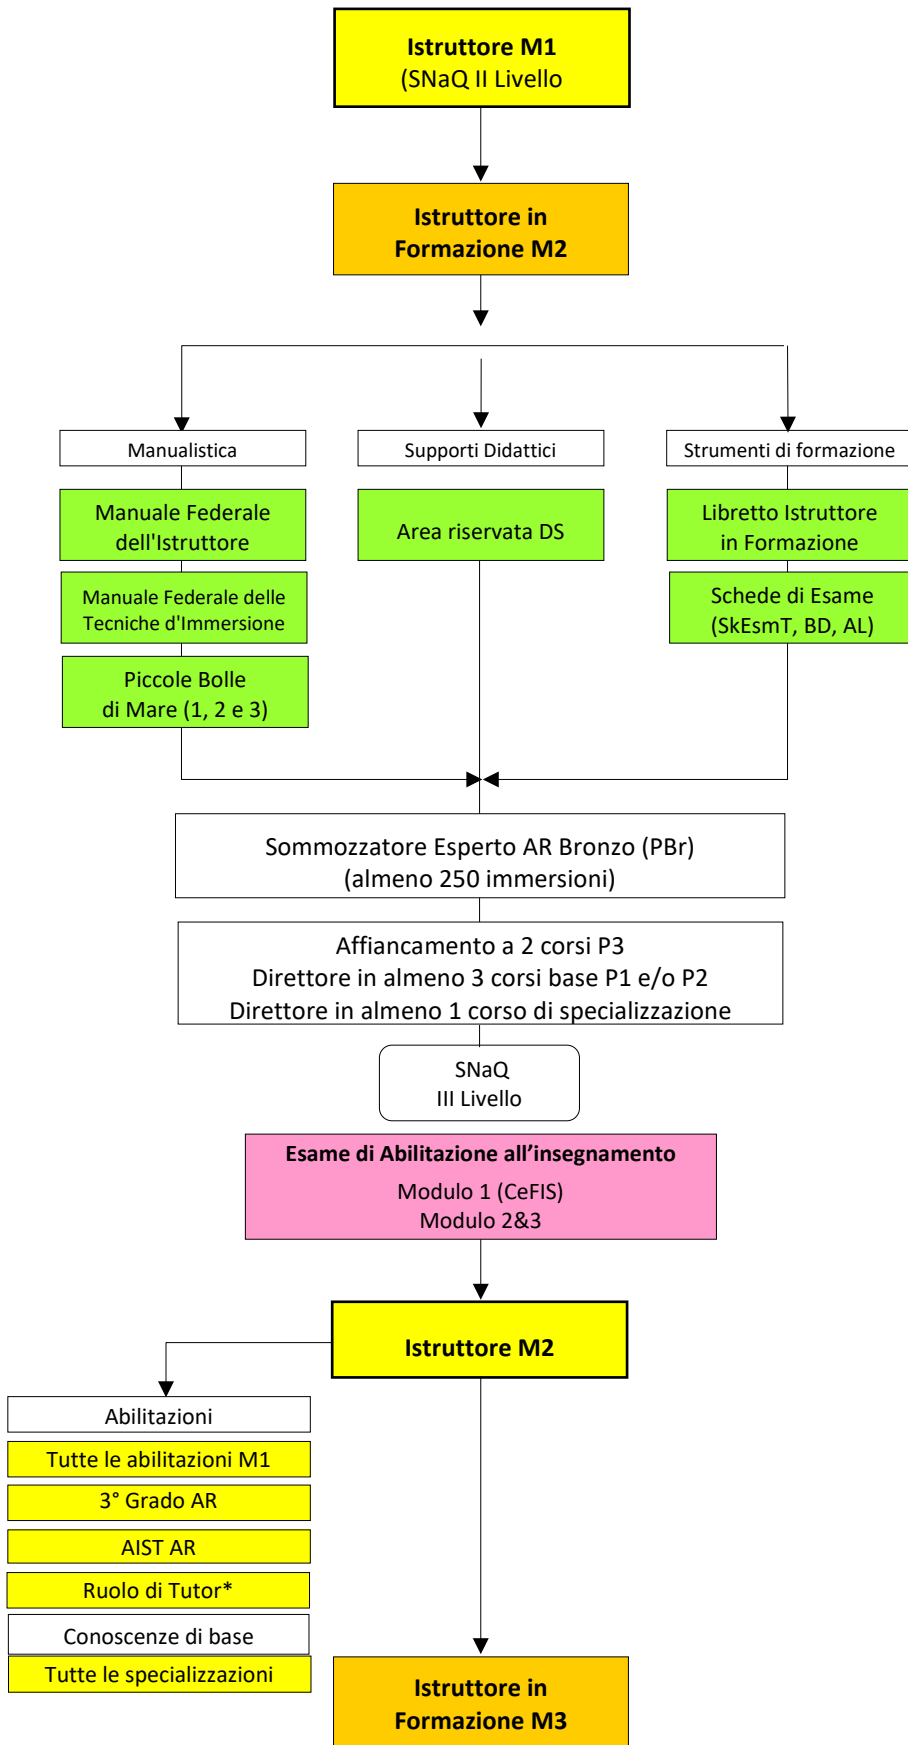 Istruttore M1
(SNaQ II Livello
Istruttore in
Formazione M2
Manualistica
Supporti Didattici
Strumenti di formazione
Manuale Federale
dell'Istruttore
Area riservata DS
Libretto Istruttore
in Formazione
Manuale Federale delle
Tecniche d'Immersione
Schede di Esame
(SkEsmT, BD, AL)
Piccole Bolle
di Mare (1, 2 e 3)
Sommozzatore Esperto AR Bronzo (PBr)
(almeno 250 immersioni)
Affiancamento a 2 corsi P3
Direttore in almeno 3 corsi base P1 e/o P2
Direttore in almeno 1 corso di specializzazione
SNaQ
III Livello
Esame di Abilitazione all’insegnamento
Modulo 1 (CeFIS)
Modulo 2&3
Istruttore M2
Abilitazioni
Tutte le abilitazioni M1
3° Grado AR
AIST AR
Ruolo di Tutor*
Conoscenze di base
Tutte le specializzazioni
Istruttore in
Formazione M3